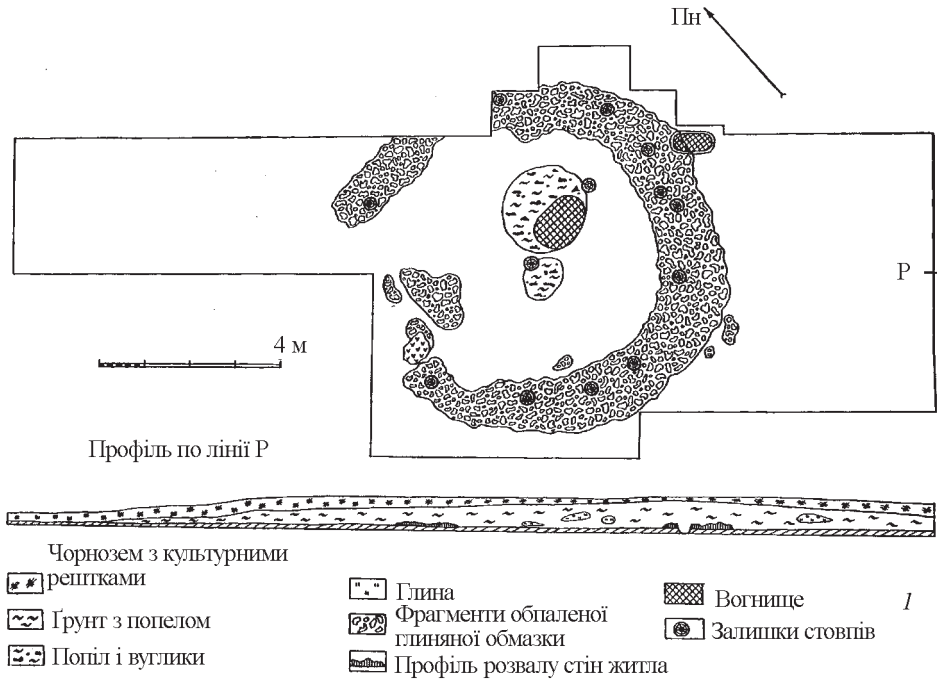 Пн
Р
4 м
Профіль по лінії Р
Чорнозем з культурними
рештками
Ґрунт з попелом
Попіл і вуглики
Глина
Фрагменти обпаленої
глиняної обмазки
Профіль розвалу стін житла
Вогнище
Залишки стовпів
1